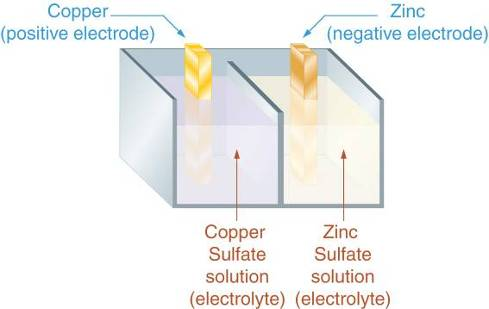 Copper
(positive electrode)
Zinc
(negative electrode)
Copper
Sulfate
solution
(electrolyte)
Zinc
Sulfate
solution
(electrolyte)